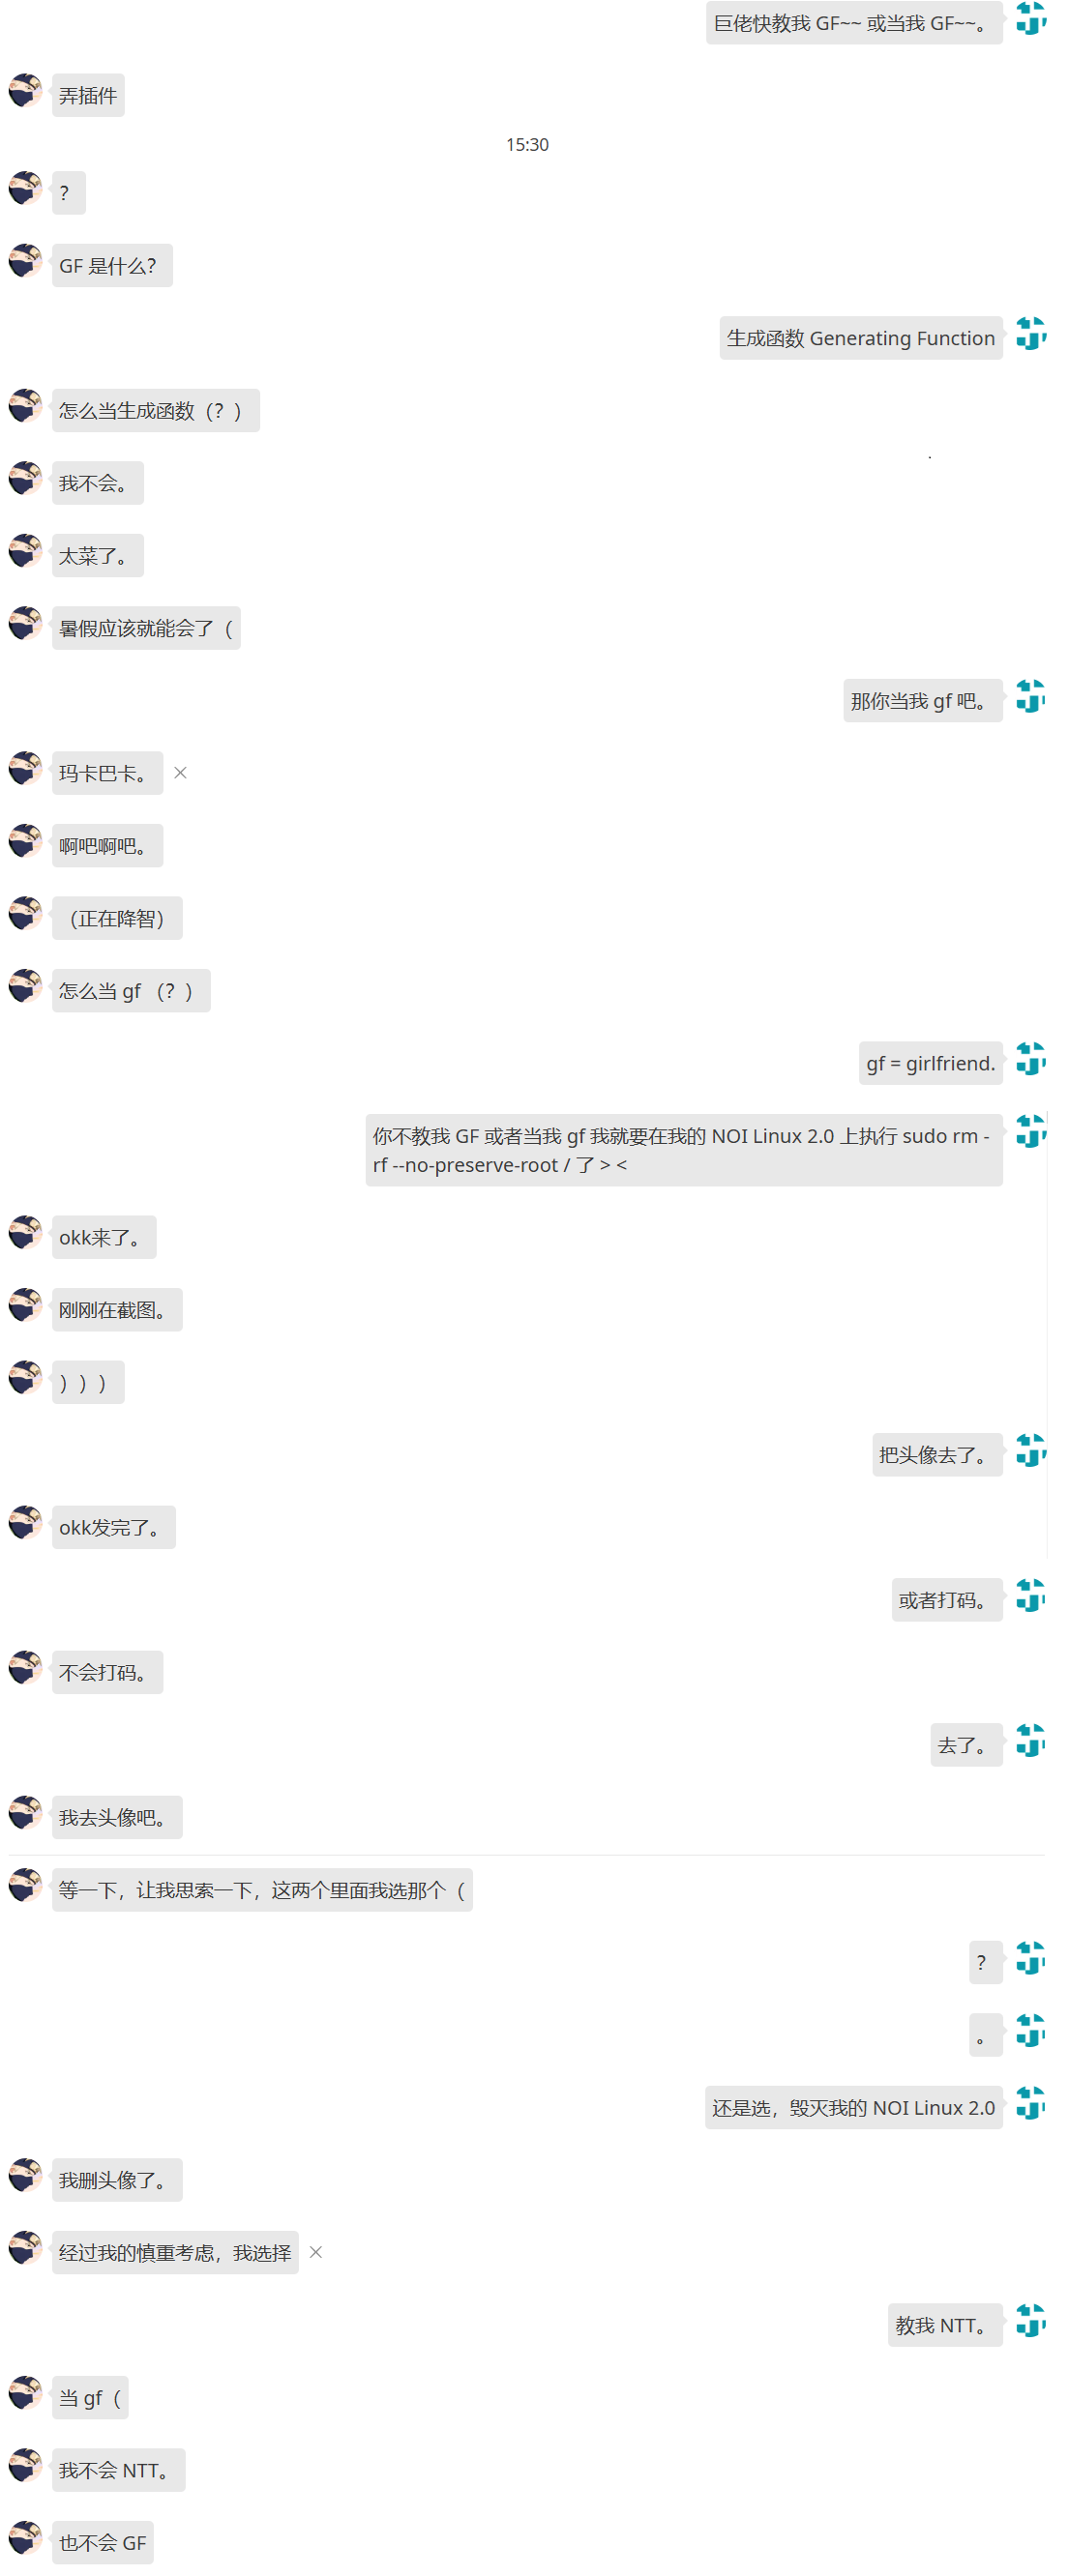 巨佬快教我 GF~~ 或当我 GF~~。
弄插件
15:30
？
GF 是什么？
生成函数 Generating Function
怎么当生成函数（？）
我不会。
太菜了。
暑假应该就能会了（
那你当我 gf 吧。
玛卡巴卡。
啊吧啊吧。
（正在降智）
怎么当 gf （？）
gf = girlfriend.
你不教我 GF 或者当我 gf 我就要在我的 NOI Linux 2.0 上执行 sudo rm -
rf --no-preserve-root / 了 > <
okk来了。
刚刚在截图。
）））
把头像去了。
okk发完了。
或者打码。
不会打码。
去了。
我去头像吧。
等一下，让我思索一下，这两个里面我选那个（
？
。
还是选，毁灭我的 NOI Linux 2.0
我删头像了。
经过我的慎重考虑，我选择
教我 NTT。
当 gf（
我不会 NTT。
也不会 GF